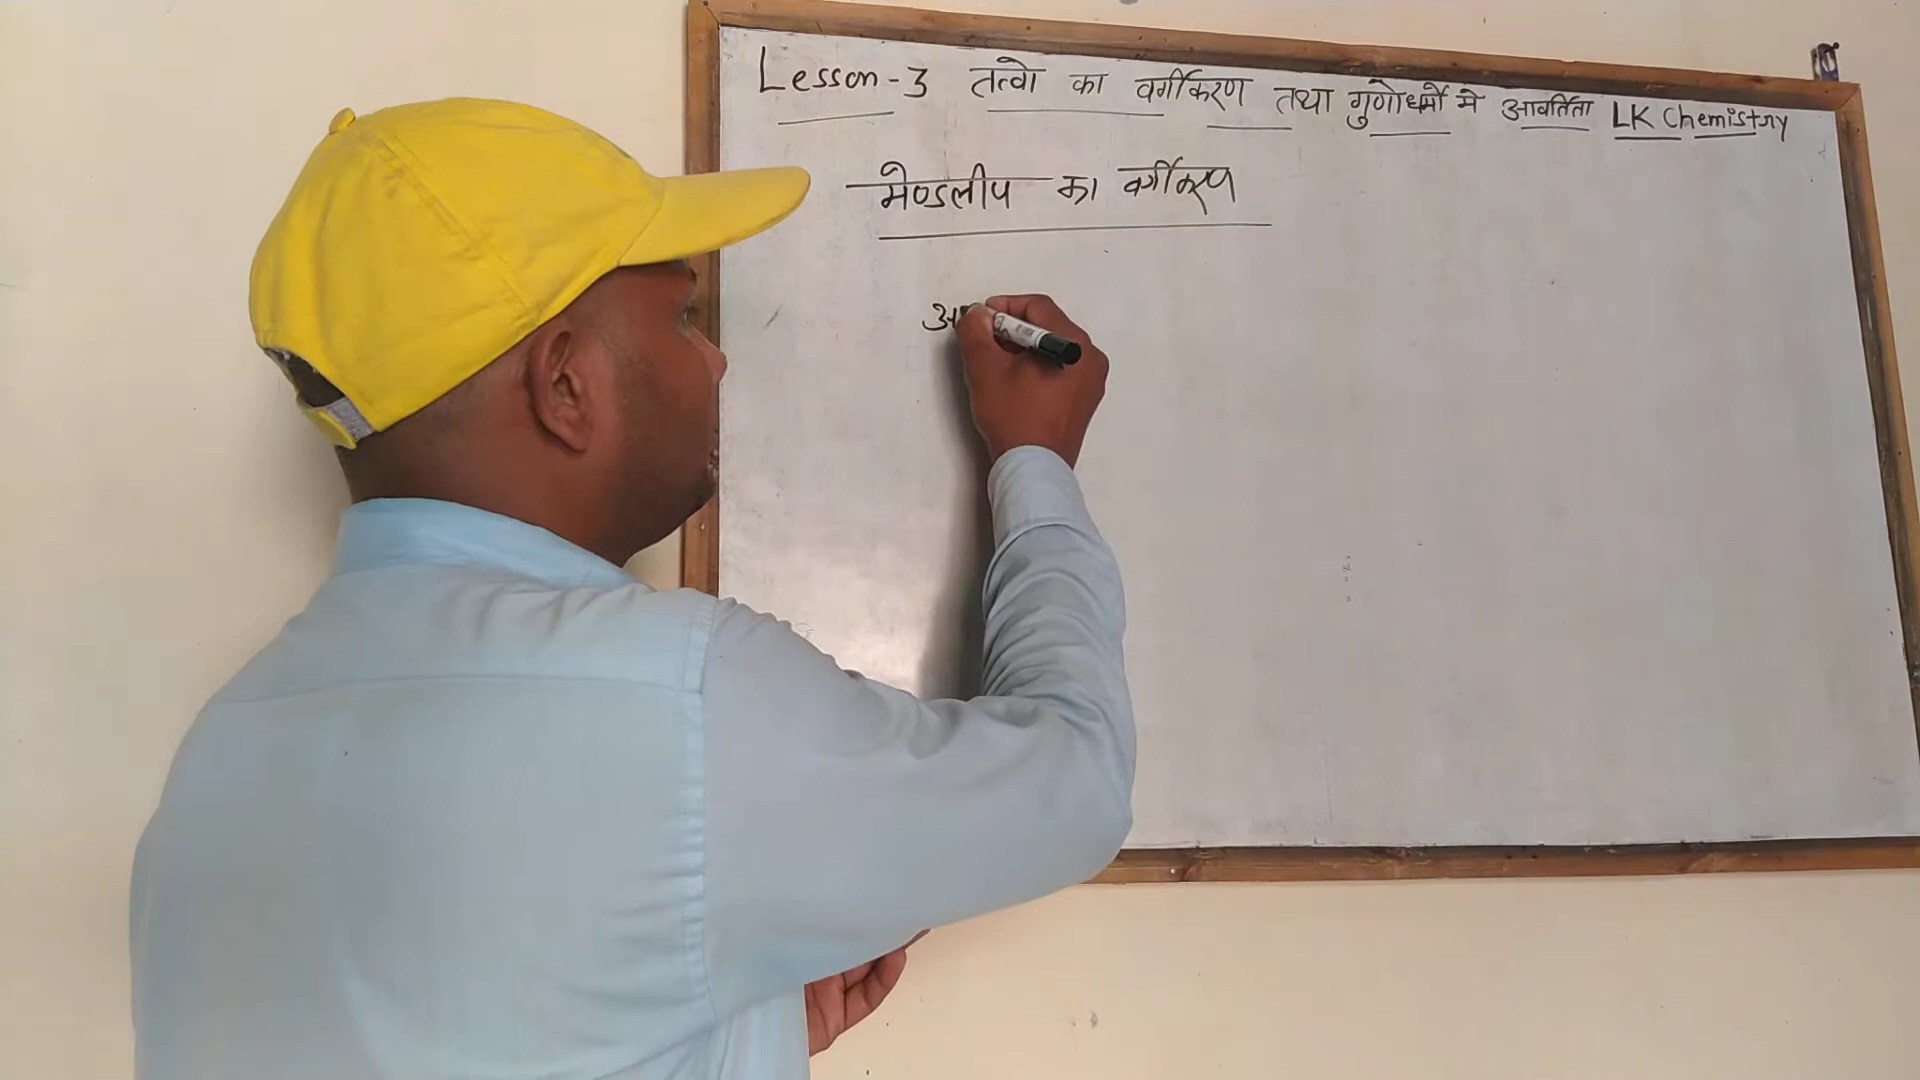 Lesson-3 तत्वो का वर्गीकरण तथा गुणोधर्मो मे आवर्तिता LK Chemistry
मेण्डलीप का वर्गीकरण